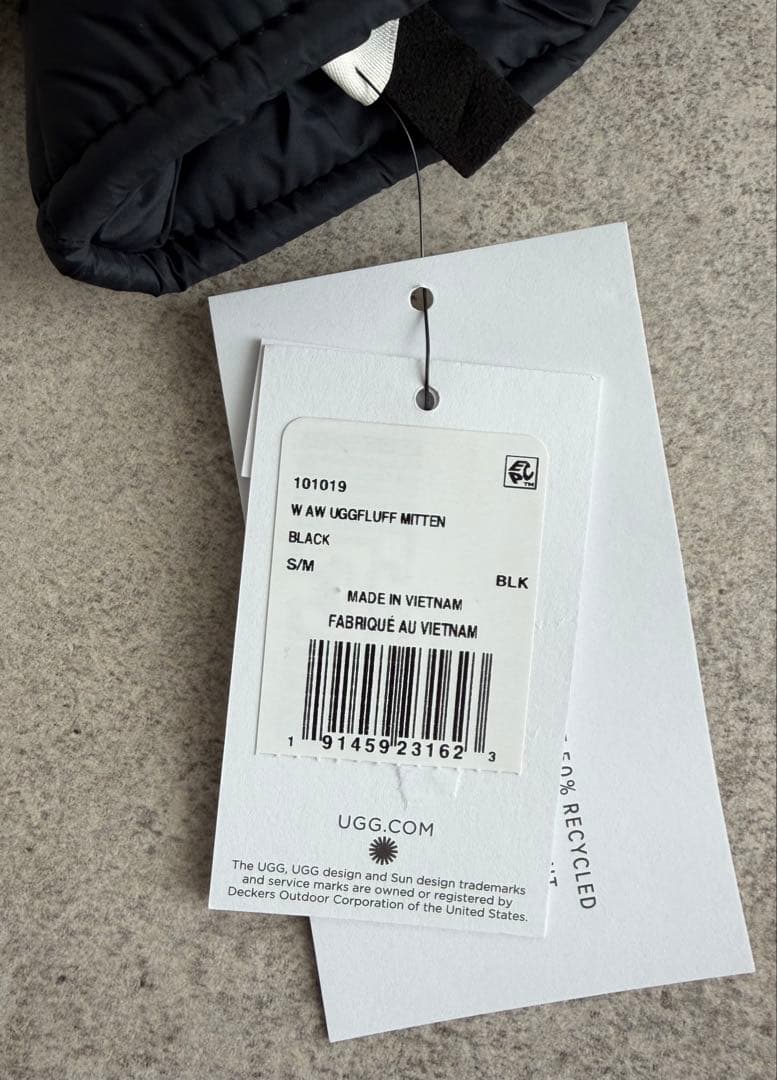 101019
W AW UGGFLUFF MITTEN
BLACK
S/M
BLK
MADE IN VIETNAM
FABRIQUÉ AU VIETNAM
1 91459 23162 3
UGG.COM
The UGG, UGG design and Sun design trademarks
and service marks are owned or registered by
Deckers Outdoor Corporation of the United States.
50% RECYCLED